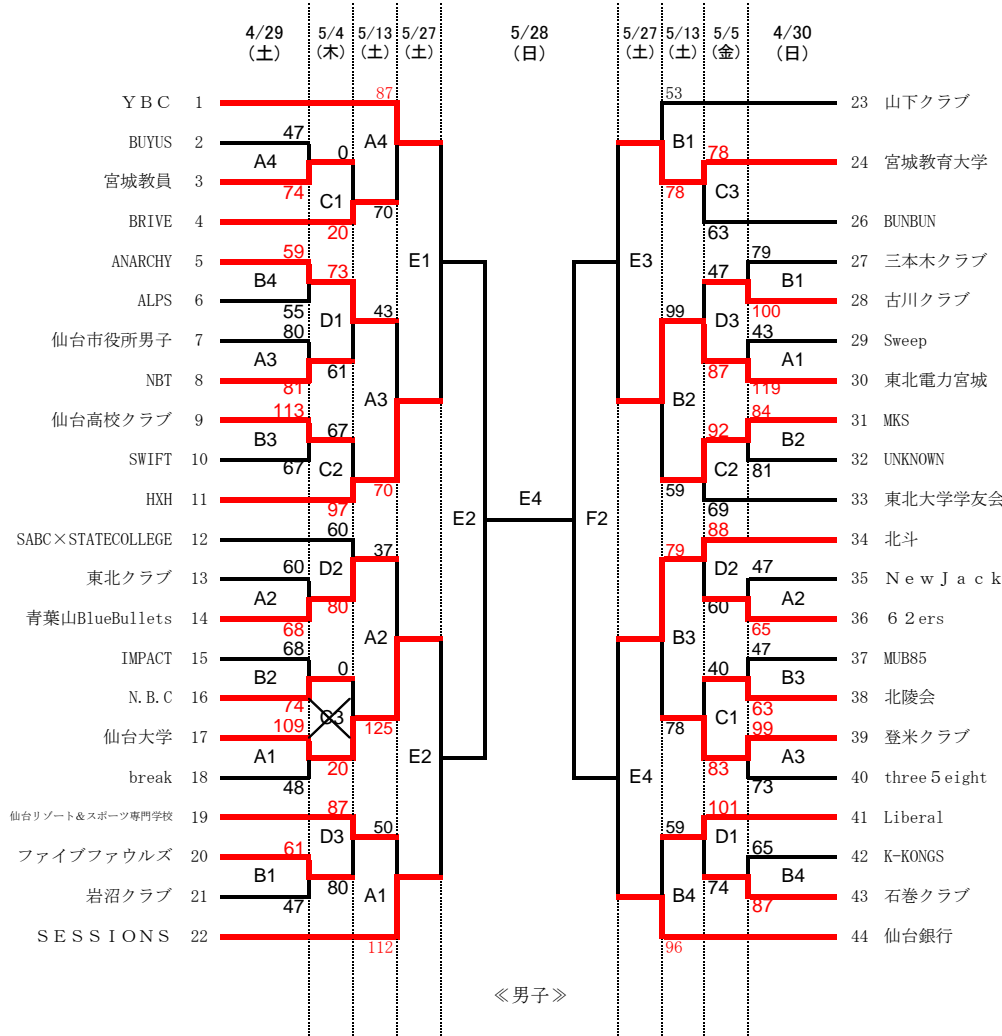 4/29 5/4 5/13 5/27 5/28 5/27 5/13 5/5 4/30
(土) (木) (土) (土) (日) (土) (土) (金) (日)
87 53
ＹＢＣ 1 23 山下クラブ
BUYUS 2 47 0 A4 B1 78
A4 24 宮城教育大学
宮城教員 3 74 C1 78 C3
BRIVE 4 20 70 63 26 BUNBUN
ANARCHY 5 59 73 E1 E3 47 79 27 三本木クラブ
B4 B1
ALPS 6 55 43 99 100 28 古川クラブ
仙台市役所男子 7 80 D1 D3 43 29 Sweep
A3 A1
NBT 8 81 61 A3 B2 87 119 30 東北電力宮城
仙台高校クラブ 9 113 67 92 84 31 MKS
B3 B2
SWIFT 10 67 C2 C2 81 32 UNKNOWN
HXH 11 97 70 59 69 33 東北大学学友会
E2 E4 F2
SABC×STATECOLLEGE 12 60 37 79 88 34 北斗
東北クラブ 13 60 D2 D2 47 35 ＮｅｗＪａｃｋ
A2 A2
青葉山BlueBullets 14 68 80 A2 B3 60 65 36 ６２ers
IMPACT 15 68 0 40 47 37 MUB85
B2 B3
N.B.C 16 74 C3 C1 63 38 北陵会
仙台大学 17 109 125 78 99 39 登米クラブ
A1 E2 E4 A3
break 18 48 20 83 73 40 three５eight
仙台リゾート＆スポーツ専門学校 19 87 50 59 101 41 Liberal
ファイブファウルズ 20 61 D3 D1 65 42 K-KONGS
B1 B4
岩沼クラブ 21 47 80 A1 B4 74 87 43 石巻クラブ
ＳＥＳＳＩＯＮＳ 22 112 96 44 仙台銀行
≪男子≫